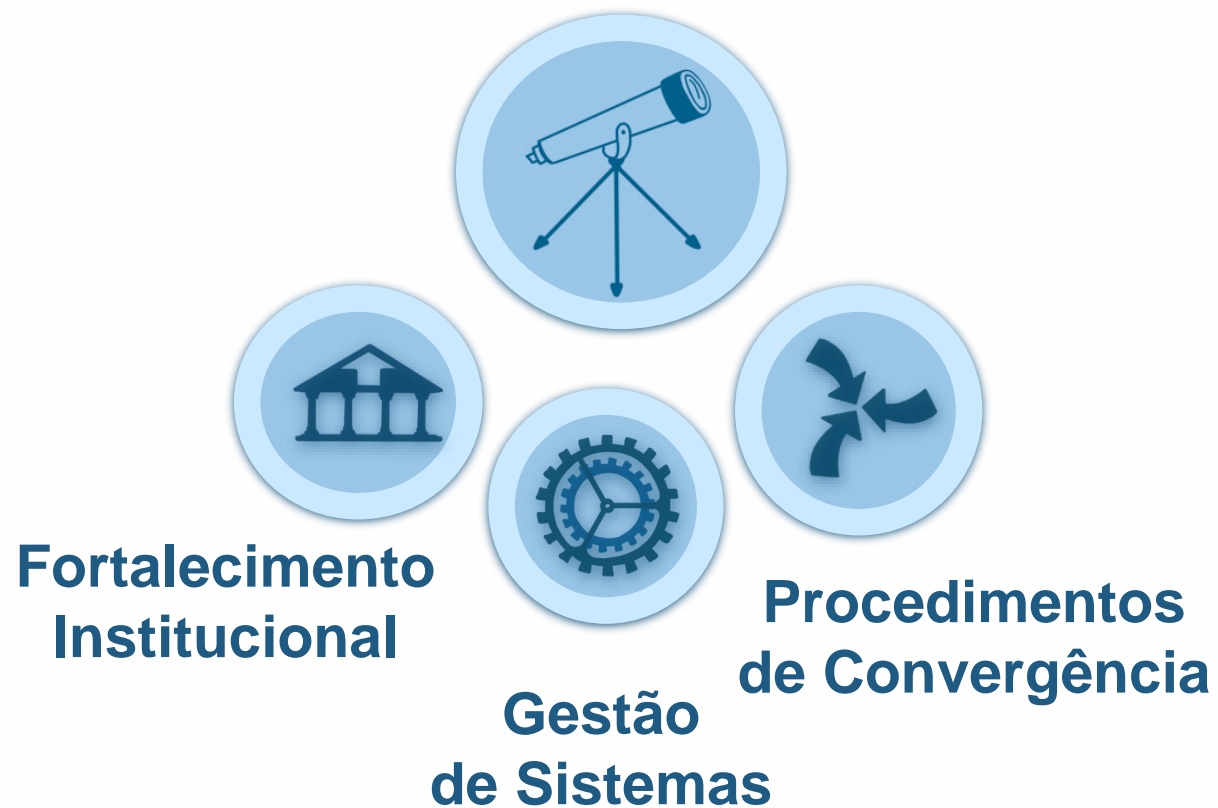 Fortalecimento
Institucional
Gestão
de Sistemas
Procedimentos
de Convergência